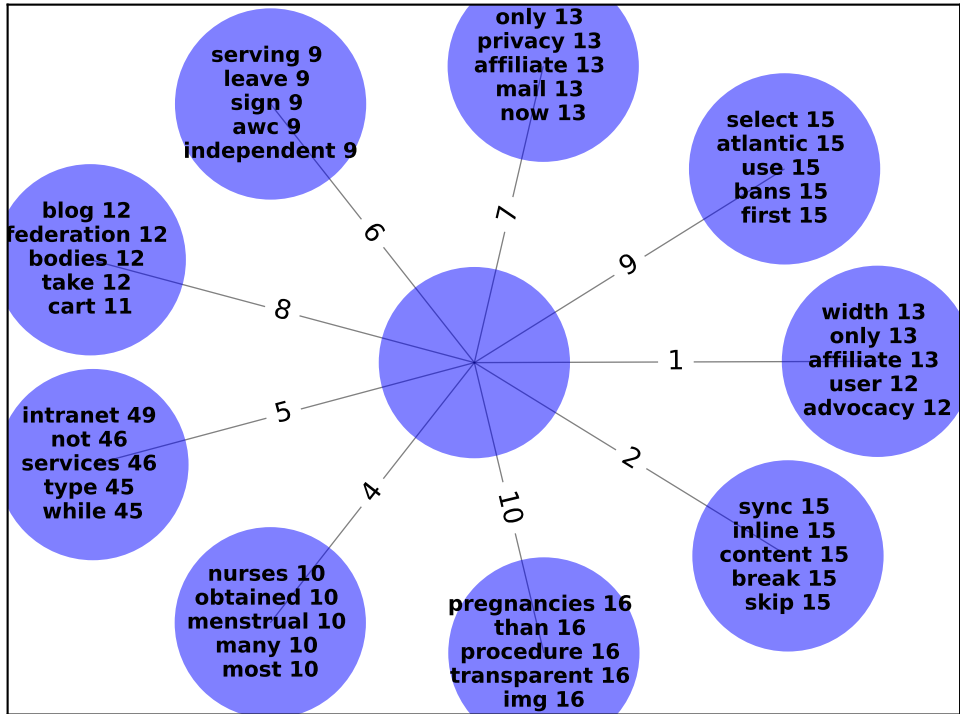 only 13
privacy 13
affiliate 13
mail 13
now 13
serving 9
leave 9
sign 9
awc 9
independent 9
select 15
atlantic 15
use 15
bans 15
first 15
blog 12
federation 12
bodies 12
take 12
cart 11
7
6
9
8
1
width 13
only 13
affiliate 13
user 12
advocacy 12
intranet 49
not 46
services 46
type 45
while 45
5
2
4
10
sync 15
inline 15
content 15
break 15
skip 15
nurses 10
obtained 10
menstrual 10
many 10
most 10
pregnancies 16
than 16
procedure 16
transparent 16
img 16